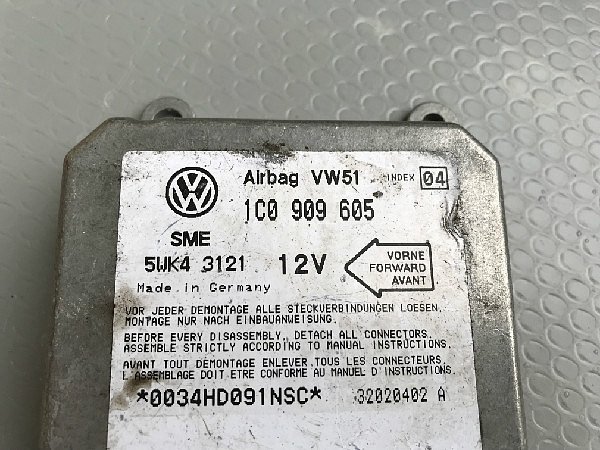 Airbag VW51 INDEX 04
1C0 909 605
SME
5WK4 3121 12V
VORNE
FORWARD
AVANT
Made in Germany
VOR JEDER DEMONTAGE ALLE STECKVERBINDUNGEN LOESEN.
MONTAGE NUR NACH EINBAUANWEISUNG.
BEFORE EVERY DISASSEMBLY, DETACH ALL CONNECTORS.
ASSEMBLE STRICTLY ACCORDING TO MANUAL INSTRUCTIONS.
AVANT TOUT DEMONTAGE ENLEVER TOUS LES CONNECTEURS.
L'ASSEMBLAGE DOIT ETRE CONFORME AU MANUEL D'INSTRUCTIONS.
*0034HD091NSC* 32020402 A